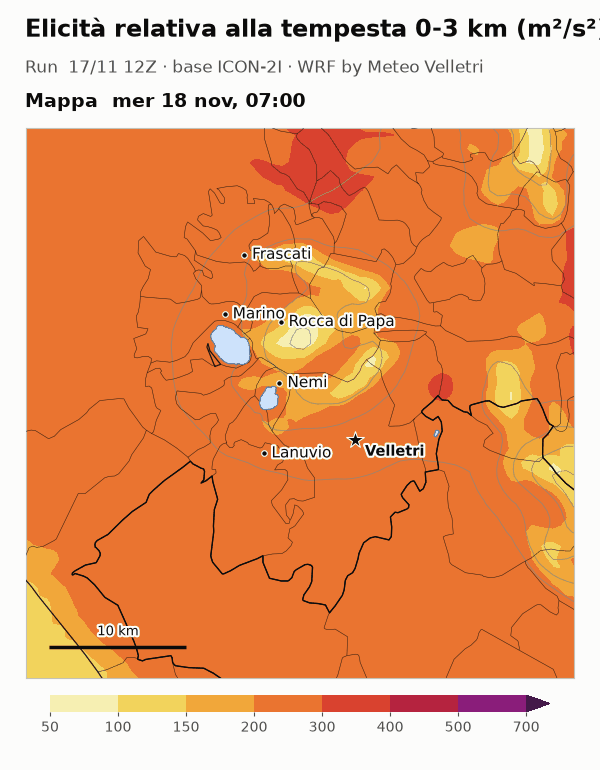 Elicità relativa alla tempesta 0-3 km (m²/s²)
Run  17/11 12Z · base ICON-2I · WRF by Meteo Velletri
Mappa  mer 18 nov, 07:00
Frascati
Marino
Rocca di Papa
Nemi
Velletri
Lanuvio
10 km
50 100 150 200 300 400 500 700